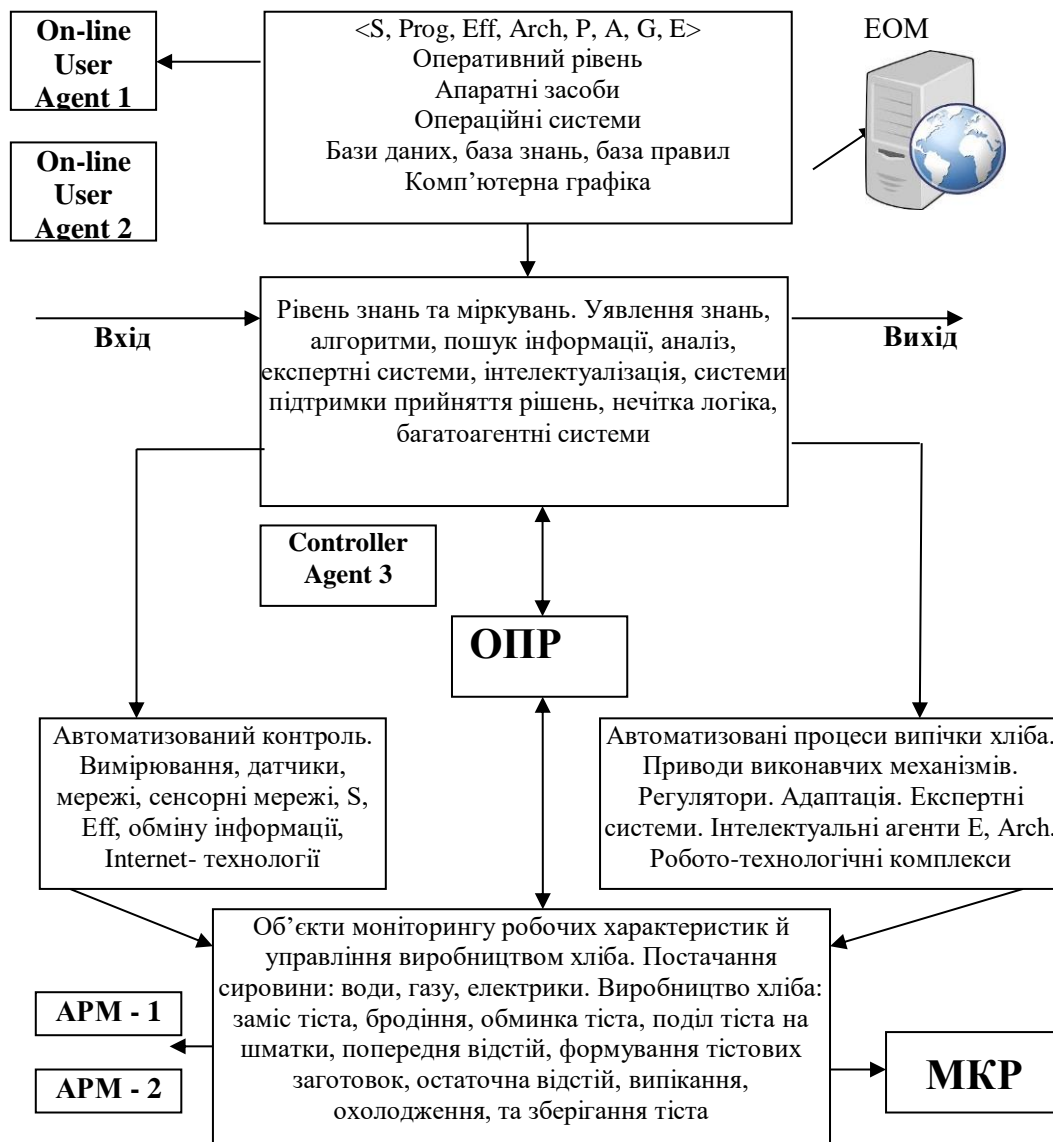 On-line
User
Agent 1
<S, Prog, Eff, Arch, P, A, G, E>
Оперативний рівень
Апаратні засоби
Операційні системи
Бази даних, база знань, база правил
Комп’ютерна графіка
ЕОМ
On-line
User
Agent 2
Вхід
Рівень знань та міркувань. Уявлення знань,
алгоритми, пошук інформації, аналіз,
експертні системи, інтелектуалізація, системи
підтримки прийняття рішень, нечітка логіка,
багатоагентні системи
Вихід
Controller
Agent 3
ОПР
Автоматизований контроль.
Вимірювання, датчики,
мережі, сенсорні мережі, S,
Eff, обміну інформації,
Internet- технології
Автоматизовані процеси випічки хліба.
Приводи виконавчих механізмів.
Регулятори. Адаптація. Експертні
системи. Інтелектуальні агенти E, Arch.
Робото-технологічні комплекси
Об’єкти моніторингу робочих характеристик й
управління виробництвом хліба. Постачання
сировини: води, газу, електрики. Виробництво хліба:
заміс тіста, бродіння, обминка тіста, поділ тіста на
шматки, попередня відстій, формування тістових
заготовок, остаточна відстій, випікання,
охолодження, та зберігання тіста
АРМ - 1
АРМ - 2
МКР